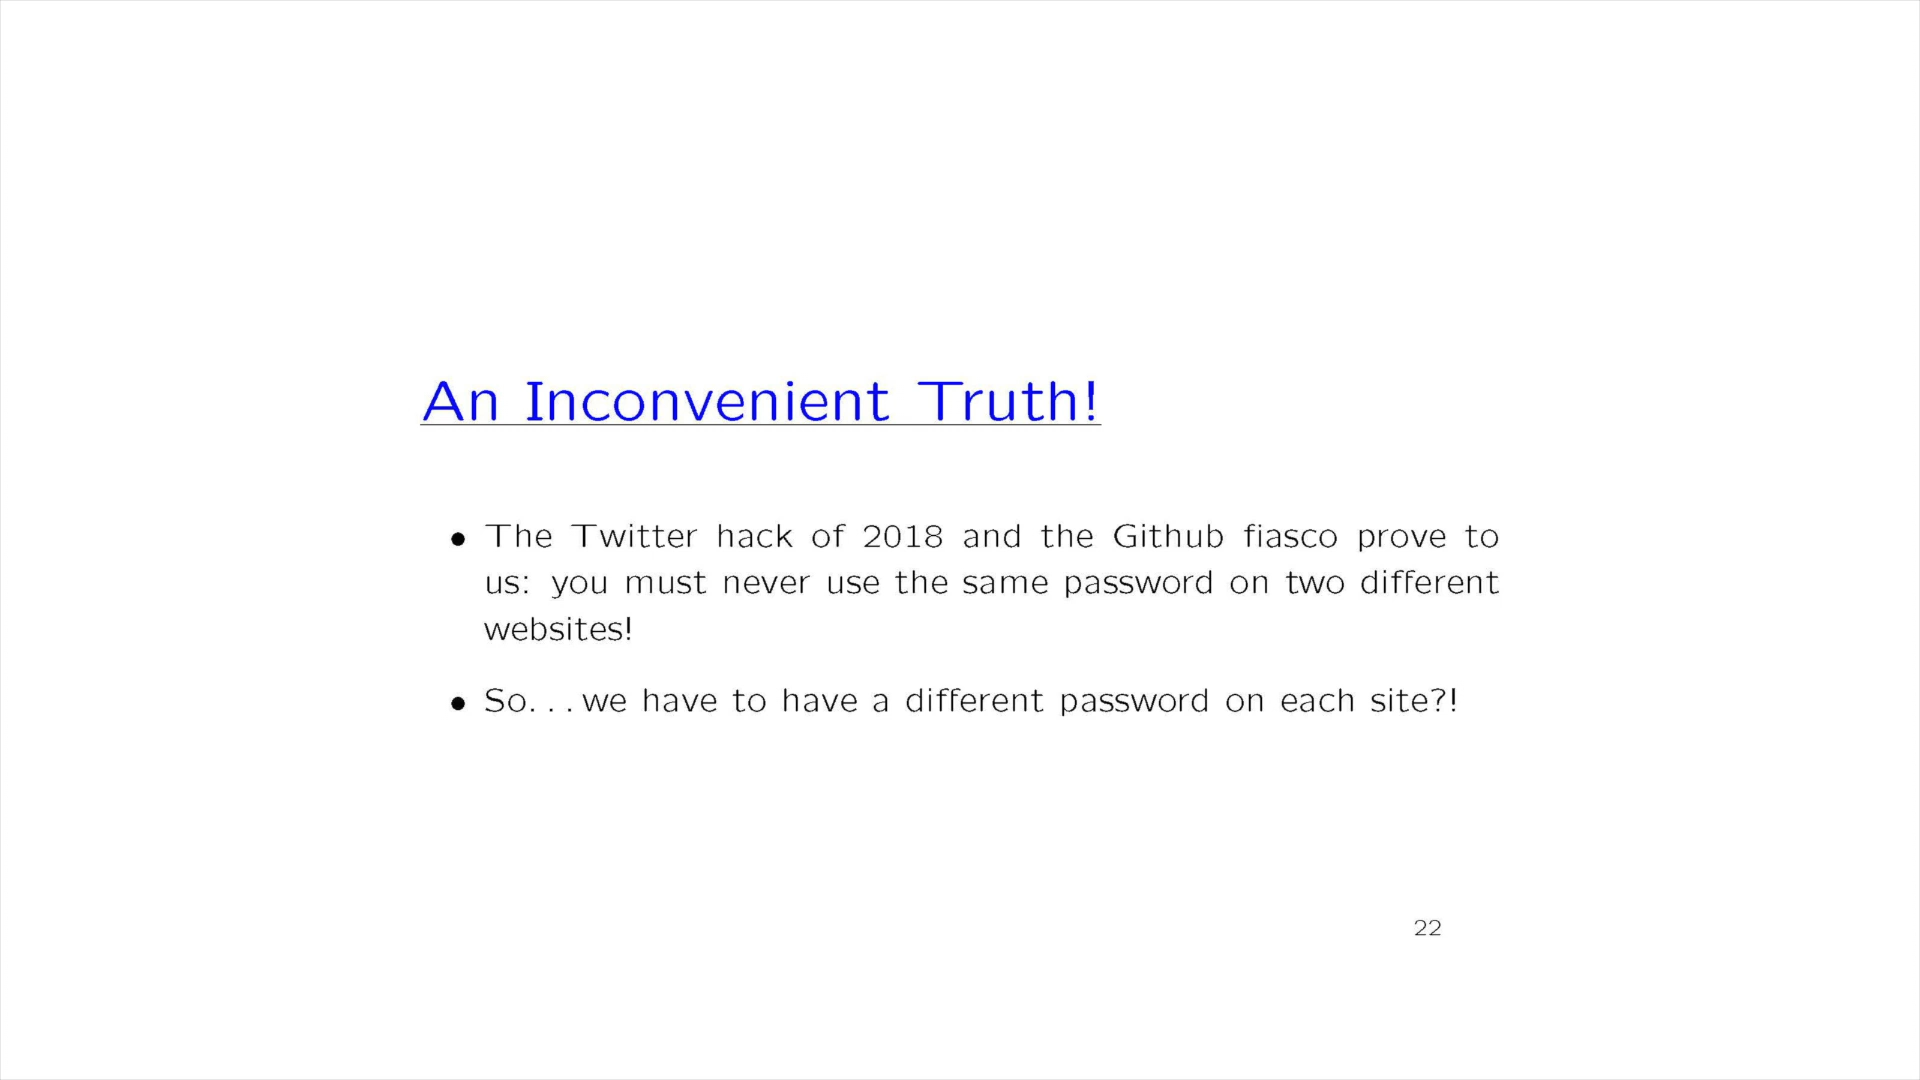 An Inconvenient Truth!
• The Twitter hack of 2018 and the Github fiasco prove to
us: you must never use the same password on two different
websites!
• So...we have to have a different password on each site?!
22